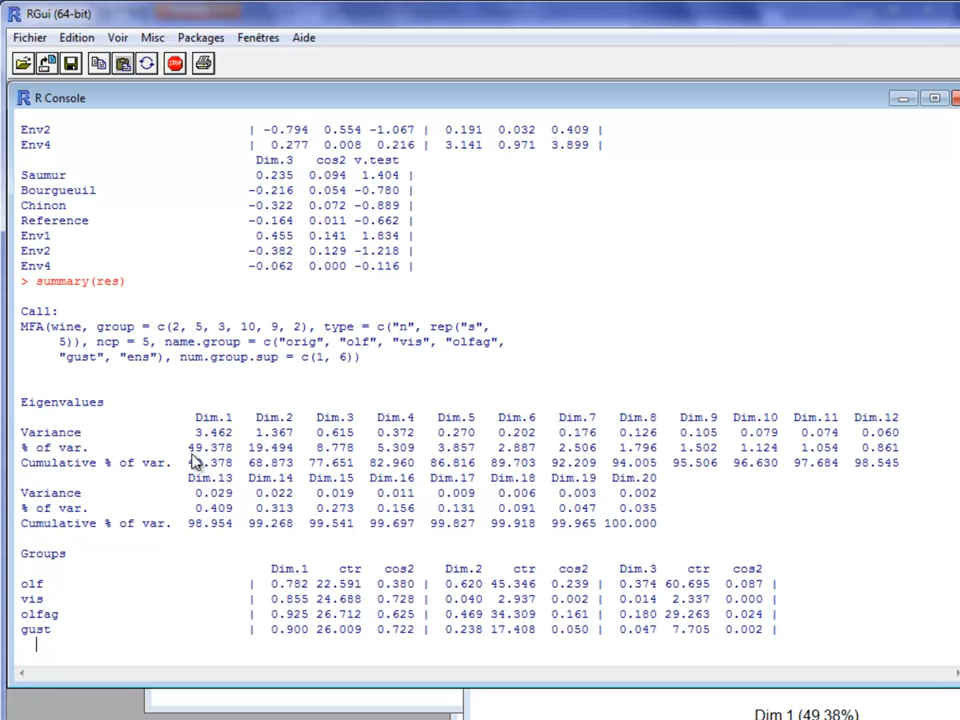 RGui (64-bit)
Fichier Edition Voir Misc Packages Fenêtres Aide
STOP
R Console
Env2 | -0.794 0.554 -1.067 | 0.191 0.032 0.409 |
Env4 | 0.277 0.008 0.216 | 3.141 0.971 3.899 |
Dim.3 cos2 v.test
Saumur 0.235 0.094 1.404 |
Bourgueuil -0.216 0.054 -0.780 |
Chinon -0.322 0.072 -0.889 |
Reference -0.164 0.011 -0.662 |
Env1 0.455 0.141 1.834 |
Env2 -0.382 0.129 -1.218 |
Env4 -0.062 0.000 -0.116 |
> summary(res)
Call:
MFA(wine, group = c(2, 5, 3, 10, 9, 2), type = c("n", rep("s",
5)), ncp = 5, name.group = c("orig", "olf", "vis", "olfag",
"gust", "ens"), num.group.sup = c(1, 6))
Eigenvalues
Dim.1 Dim.2 Dim.3 Dim.4 Dim.5 Dim.6 Dim.7 Dim.8 Dim.9 Dim.10 Dim.11 Dim.12
Variance 3.462 1.367 0.615 0.372 0.270 0.202 0.176 0.126 0.105 0.079 0.074 0.060
% of var. 49.378 19.494 8.778 5.309 3.857 2.887 2.506 1.796 1.502 1.124 1.054 0.861
Cumulative % of var. 49.378 68.873 77.651 82.960 86.816 89.703 92.209 94.005 95.506 96.630 97.684 98.545
Dim.13 Dim.14 Dim.15 Dim.16 Dim.17 Dim.18 Dim.19 Dim.20
Variance 0.029 0.022 0.019 0.011 0.009 0.006 0.003 0.002
% of var. 0.409 0.313 0.273 0.156 0.131 0.091 0.047 0.035
Cumulative % of var. 98.954 99.268 99.541 99.697 99.827 99.918 99.965 100.000
Groups
Dim.1 ctr cos2 Dim.2 ctr cos2 Dim.3 ctr cos2
olf | 0.782 22.591 0.380 | 0.620 45.346 0.239 | 0.374 60.695 0.087 |
vis | 0.855 24.688 0.728 | 0.040 2.937 0.002 | 0.014 2.337 0.000 |
olfag | 0.925 26.712 0.625 | 0.469 34.309 0.161 | 0.180 29.263 0.024 |
gust | 0.900 26.009 0.722 | 0.238 17.408 0.050 | 0.047 7.705 0.002 |
Dim 1 (49.38%)